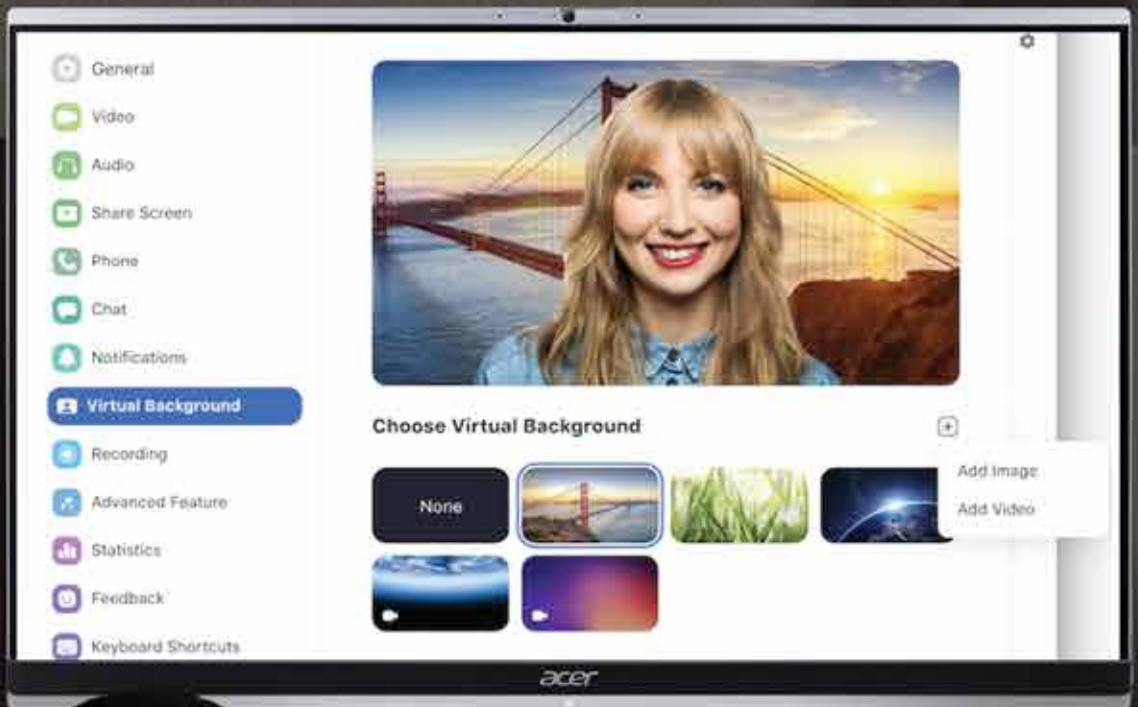 General
Video
Audio
Share Screen
Phone
Chat
Notifications
Virtual Background
Recording
Advanced Feature
Statistics
Feedback
Keyboard Shortcuts
Choose Virtual Background
Add Image
Add Video
None
acer